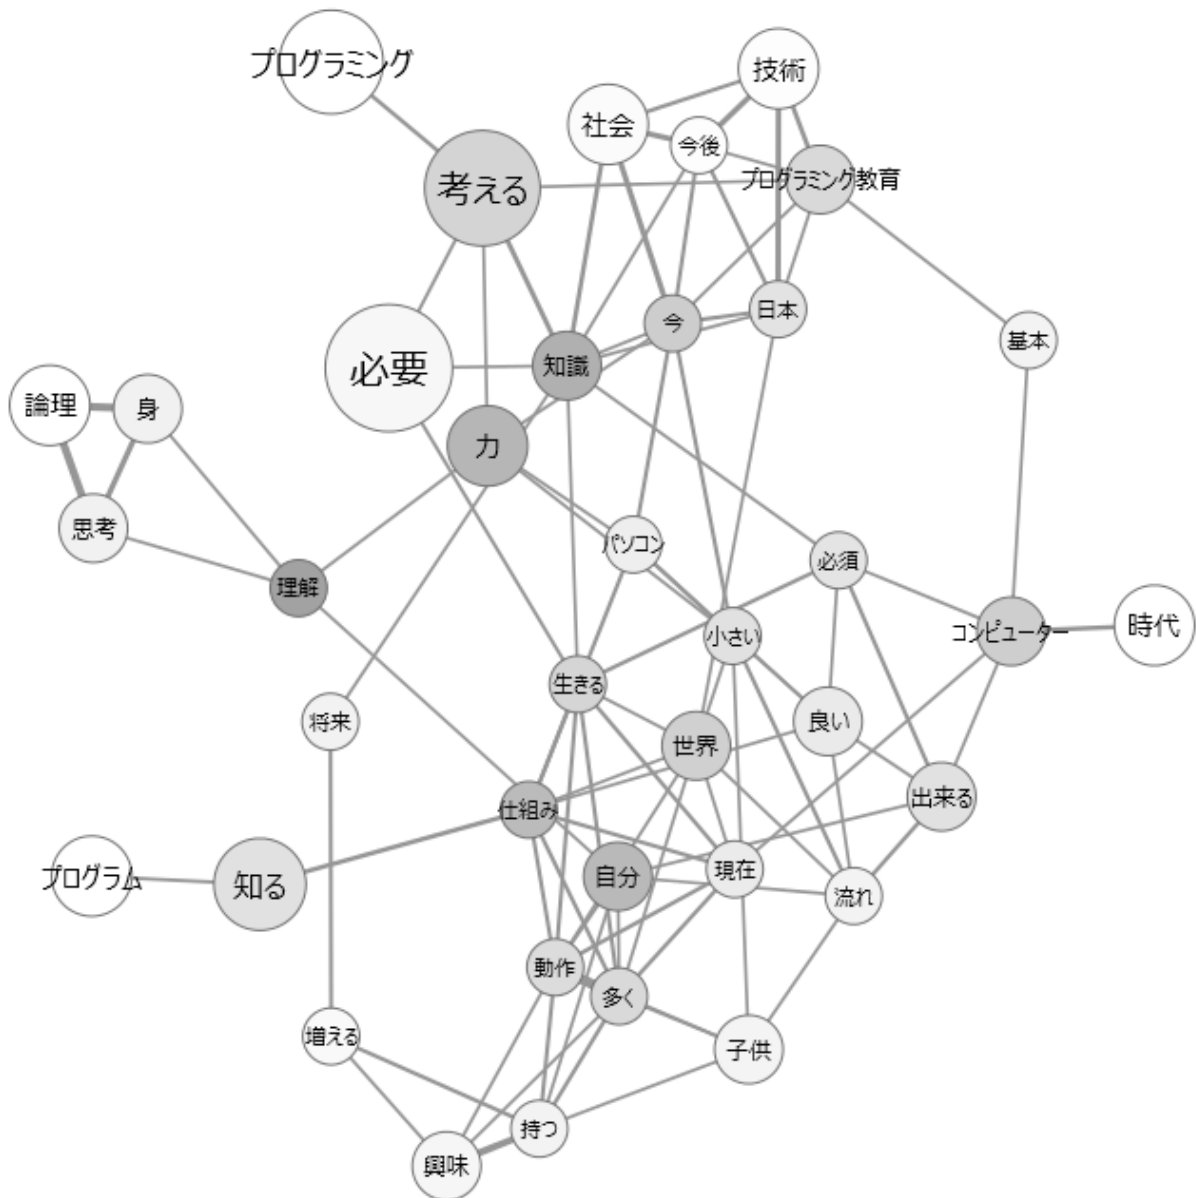 プログラミング
技術
社会
今後
プログラミング教育
考える
今
日本
基本
必要
知識
論理
身
力
思考
パソコン
必須
理解
コンピューター
時代
小さい
生きる
将来
世界
良い
仕組み
出来る
プログラム
知る
自分
現在
流れ
動作
多く
増える
子供
持つ
興味